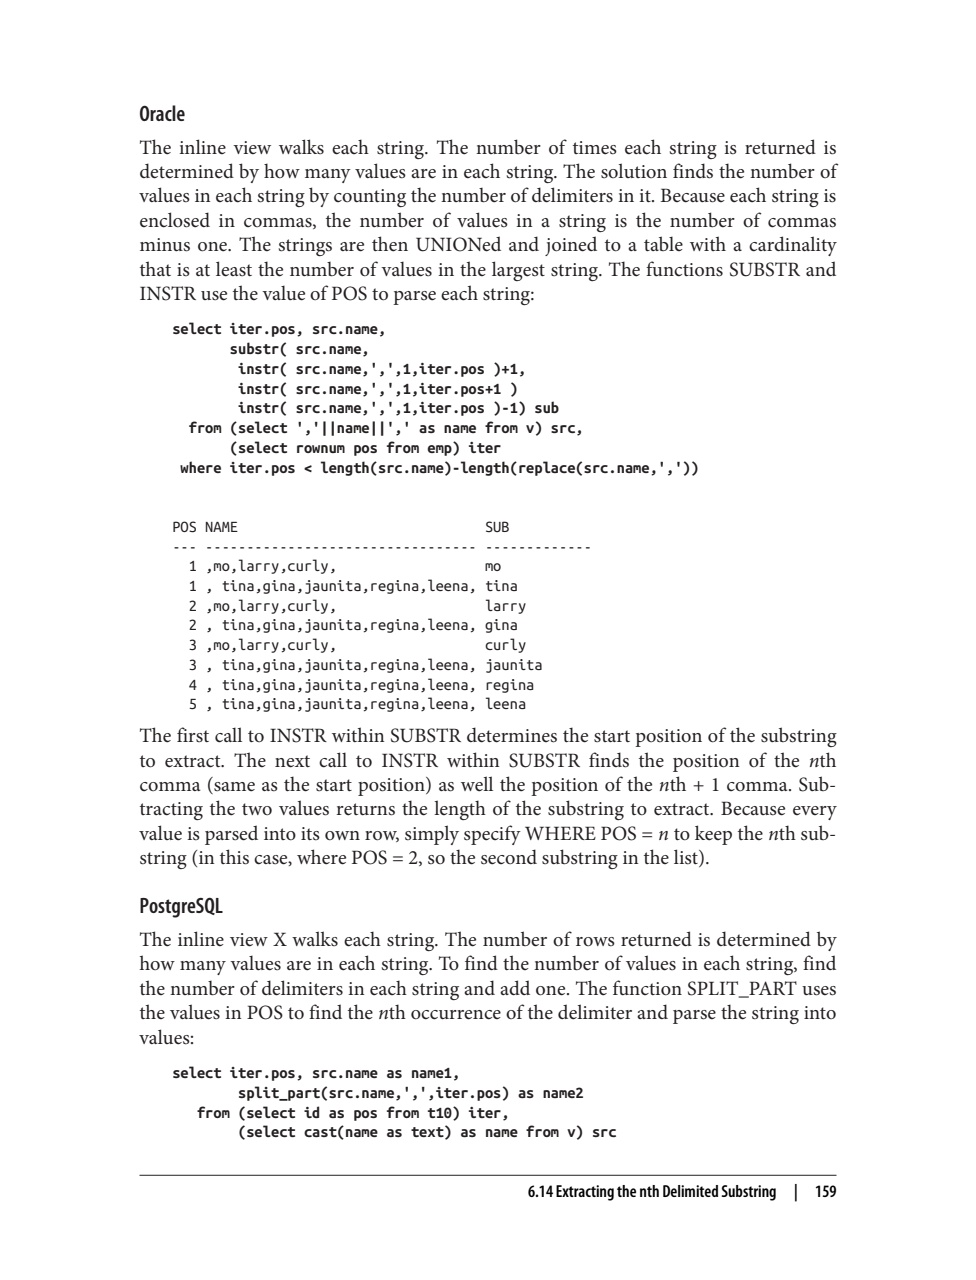 Oracle
The inline view walks each string. The number of times each string is returned is
determined by how many values are in each string. The solution finds the number of
values in each string by counting the number of delimiters in it. Because each string is
enclosed in commas, the number of values in a string is the number of commas
minus one. The strings are then UNIONed and joined to a table with a cardinality
that is at least the number of values in the largest string. The functions SUBSTR and
INSTR use the value of POS to parse each string:
select iter.pos, src.name,
       substr( src.name,
        instr( src.name,',',1,iter.pos )+1,
        instr( src.name,',',1,iter.pos+1 )
        instr( src.name,',',1,iter.pos )-1) sub
  from (select ','||name||',' as name from v) src,
       (select rownum pos from emp) iter
 where iter.pos < length(src.name)-length(replace(src.name,','))
POS NAME                              SUB
--- --------------------------------- -------------
  1 ,mo,larry,curly,                  mo
  1 , tina,gina,jaunita,regina,leena, tina
  2 ,mo,larry,curly,                  larry
  2 , tina,gina,jaunita,regina,leena, gina
  3 ,mo,larry,curly,                  curly
  3 , tina,gina,jaunita,regina,leena, jaunita
  4 , tina,gina,jaunita,regina,leena, regina
  5 , tina,gina,jaunita,regina,leena, leena
The first call to INSTR within SUBSTR determines the start position of the substring
to extract. The next call to INSTR within SUBSTR finds the position of the nth
comma (same as the start position) as well the position of the nth + 1 comma. Sub-
tracting the two values returns the length of the substring to extract. Because every
value is parsed into its own row, simply specify WHERE POS = n to keep the nth sub-
string (in this case, where POS = 2, so the second substring in the list).
PostgreSQL
The inline view X walks each string. The number of rows returned is determined by
how many values are in each string. To find the number of values in each string, find
the number of delimiters in each string and add one. The function SPLIT_PART uses
the values in POS to find the nth occurrence of the delimiter and parse the string into
values:
select iter.pos, src.name as name1,
        split_part(src.name,',',iter.pos) as name2
   from (select id as pos from t10) iter,
        (select cast(name as text) as name from v) src
6.14 Extracting the nth Delimited Substring | 159